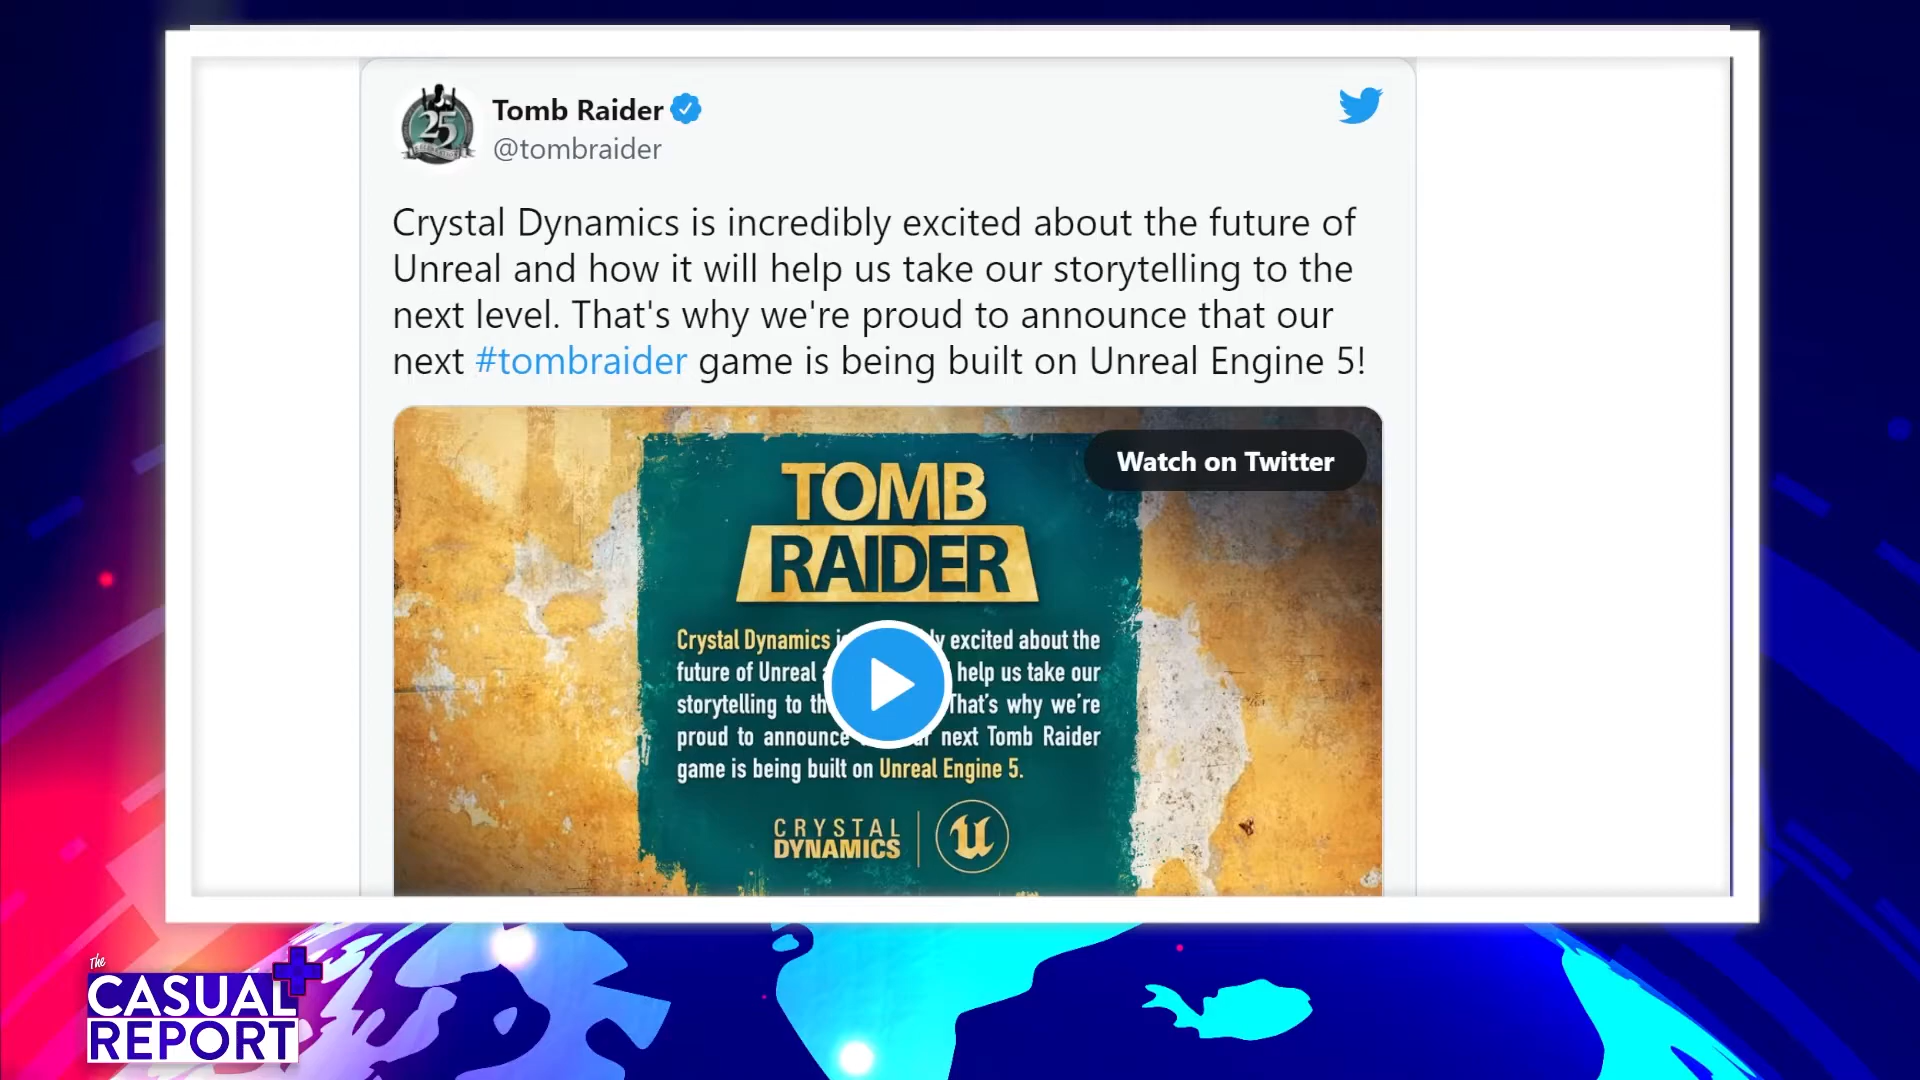 Tomb Raider
@tombraider
Crystal Dynamics is incredibly excited about the future of
Unreal and how it will help us take our storytelling to the
next level. That's why we're proud to announce that our
next #tombraider game is being built on Unreal Engine 5!
Watch on Twitter
TOMB
RAIDER
Crystal Dynamics excited about the
future of Unreal help us take our
storytelling to That's why we're
proud to announce next Tomb Raider
game is being built on Unreal Engine 5.
CRYSTAL
DYNAMICS
25
The
CASUAL
REPORT